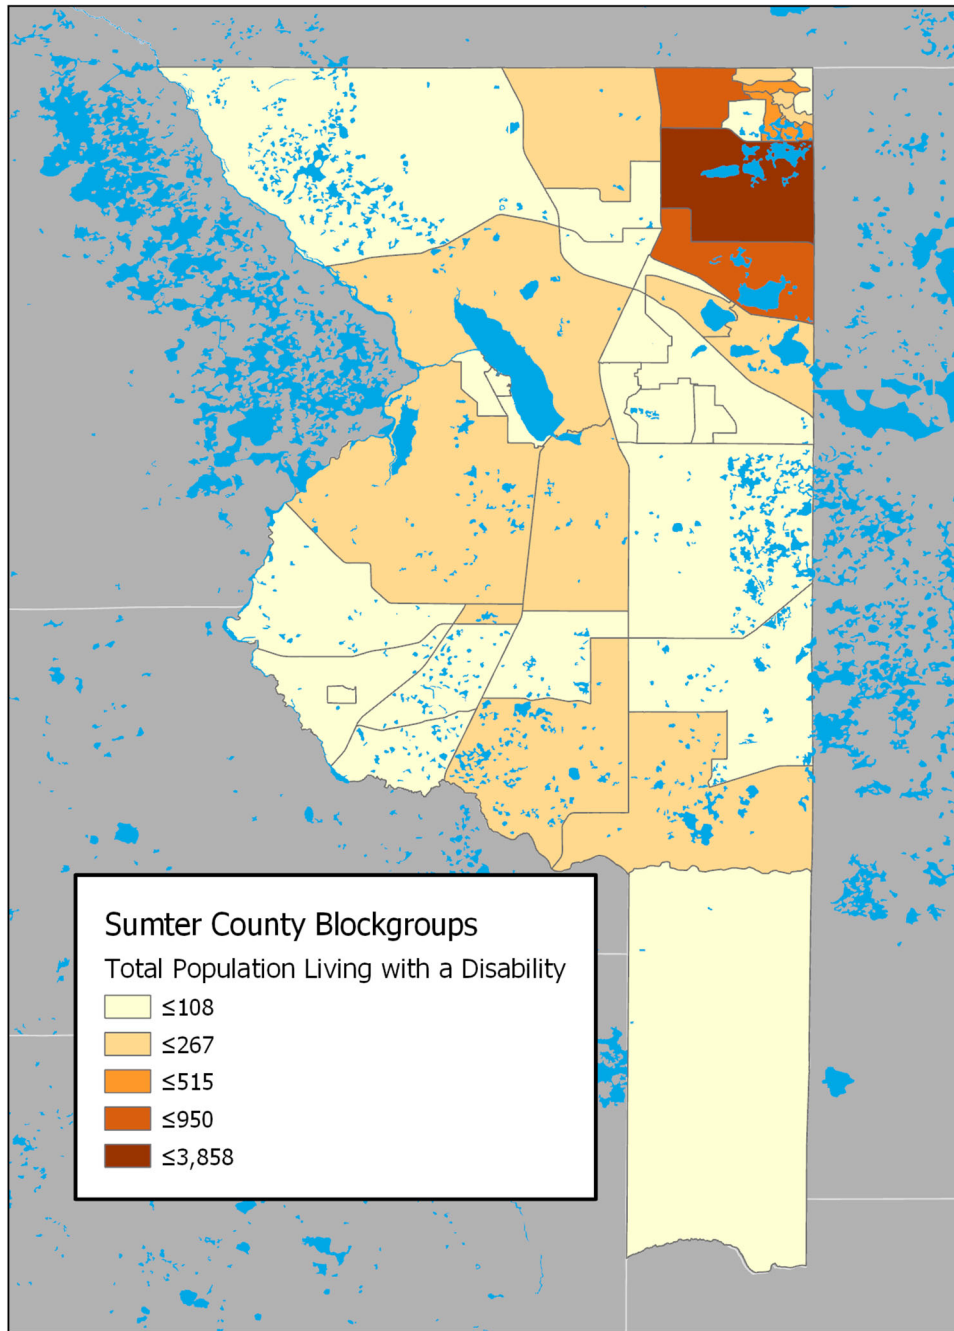 Sumter County Blockgroups
Total Population Living with a Disability
≤108
≤267
≤515
≤950
≤3,858